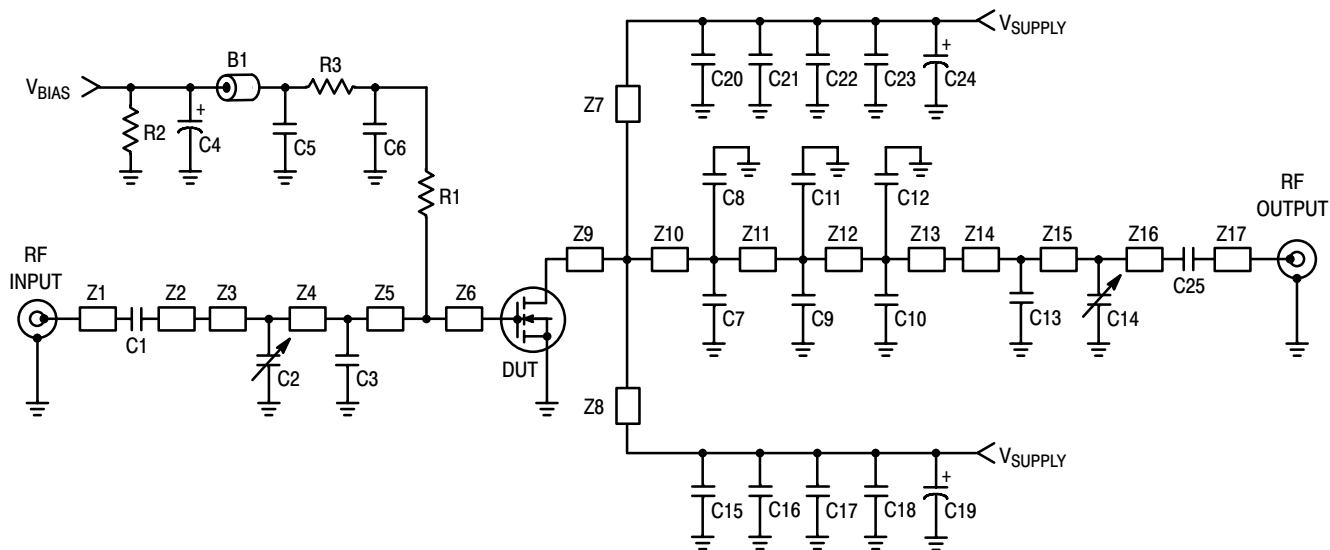 VSUPPLY
B1
R3
VBIAS
C20
C21
C22
C23
+
C24
Z7
R2
+
C4
C5
C6
C8
C11
C12
R1
RF
OUTPUT
Z9
Z10
Z11
Z12
Z13
Z14
Z15
Z16
Z17
C25
RF
INPUT
Z1
Z2
Z3
Z4
Z5
Z6
C1
C7
C9
C10
C13
C14
C2
C3
DUT
Z8
VSUPPLY
C15
C16
C17
C18
+
C19